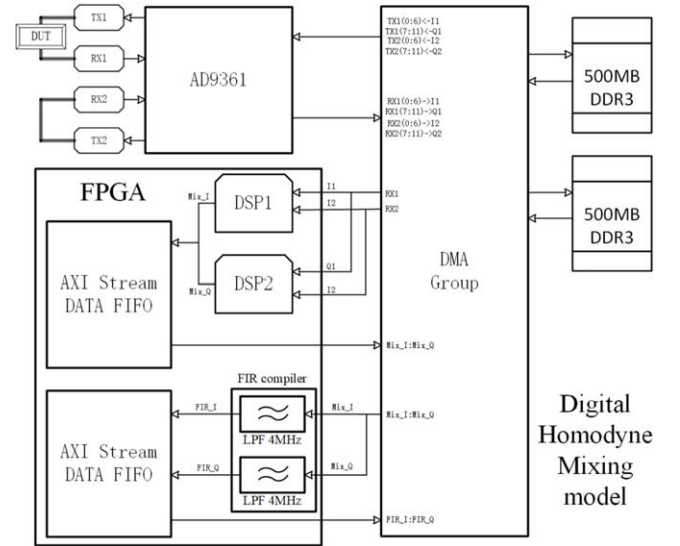 TX1
DUT
RX1
RX2
TX2
AD9361
TX1(0:6)<-I1
TX1(7:11)<-Q1
TX2(0:6)<-I2
TX2(7:11)<-Q2
RX1(0:6)->I1
RX1(7:11)->Q1
RX2(0:6)->I2
RX2(7:11)->Q2
500MB
DDR3
500MB
DDR3
FPGA
Mix_I
DSP1
I1
I2
RX1
RX2
AXI Stream
DATA FIFO
Mix_Q
DSP2
Q1
I2
DMA
Group
Mix_I:Mix_Q
FIR compiler
FIR_I
LPF 4MHz
Mix_I
Mix_I:Mix_Q
AXI Stream
DATA FIFO
FIR_Q
LPF 4MHz
Mix_Q
FIR_I:FIR_Q
Digital
Homodyne
Mixing
model